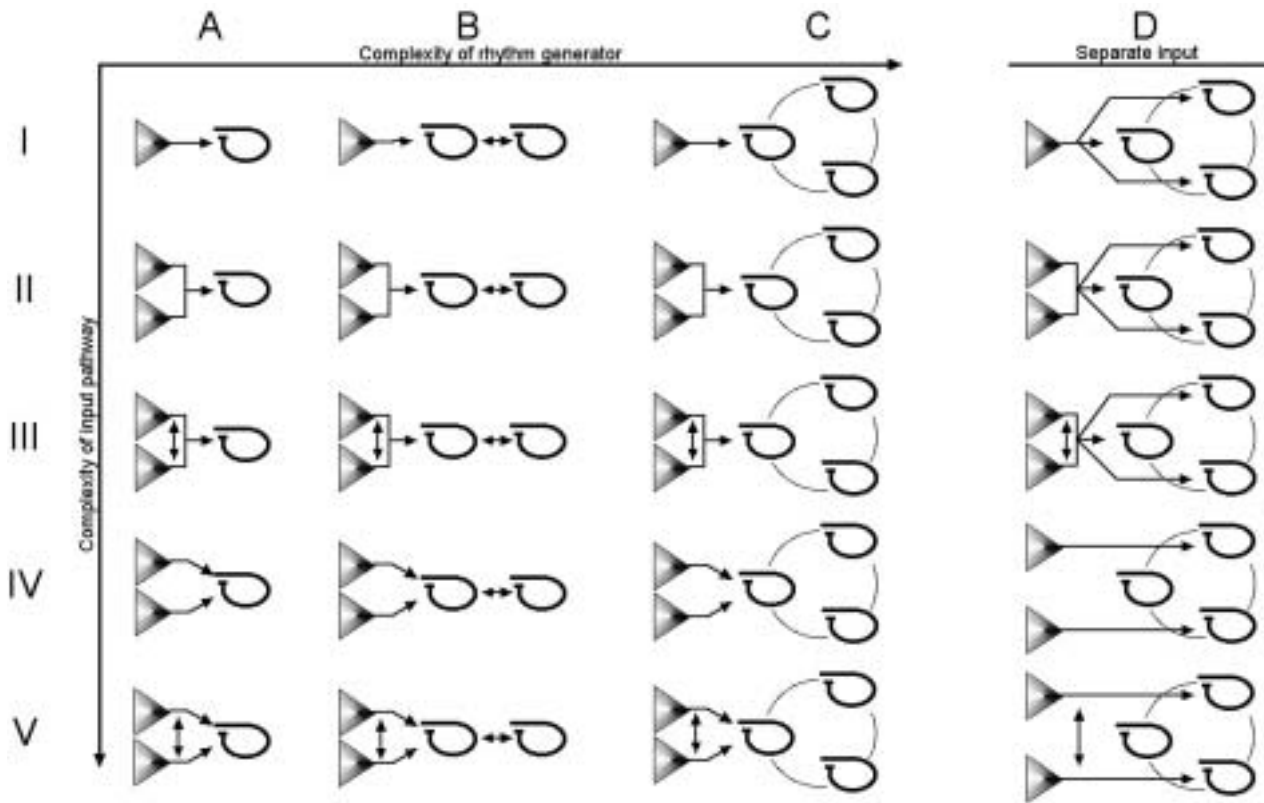 A B C D
Complexity of rhythm generator
Separate input
I
II
III
IV
V
Complexity of input pathway